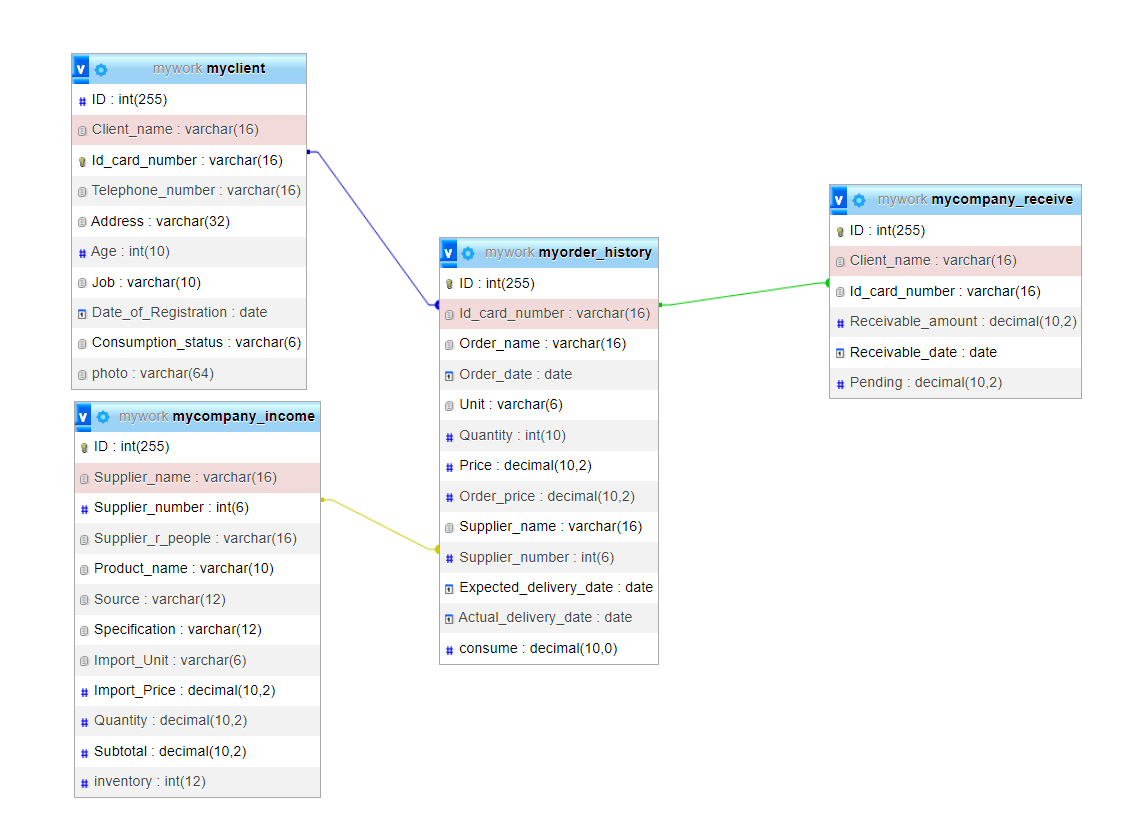 v mywork myclient
# ID : int(255)
Client_name : varchar(16)
Id_card_number : varchar(16)
Telephone_number : varchar(16)
Address : varchar(32)
# Age : int(10)
Job : varchar(10)
Date_of_Registration : date
Consumption_status : varchar(6)
photo : varchar(64)
v mywork mycompany_income
ID : int(255)
Supplier_name : varchar(16)
# Supplier_number : int(6)
Supplier_r_people : varchar(16)
Product_name : varchar(10)
Source : varchar(12)
Specification : varchar(12)
Import_Unit : varchar(6)
# Import_Price : decimal(10,2)
# Quantity : decimal(10,2)
# Subtotal : decimal(10,2)
# inventory : int(12)
v mywork myorder_history
ID : int(255)
Id_card_number : varchar(16)
Order_name : varchar(16)
Order_date : date
Unit : varchar(6)
# Quantity : int(10)
# Price : decimal(10,2)
# Order_price : decimal(10,2)
Supplier_name : varchar(16)
# Supplier_number : int(6)
Expected_delivery_date : date
Actual_delivery_date : date
# consume : decimal(10,0)
v mywork mycompany_receive
ID : int(255)
Client_name : varchar(16)
Id_card_number : varchar(16)
# Receivable_amount : decimal(10,2)
Receivable_date : date
# Pending : decimal(10,2)